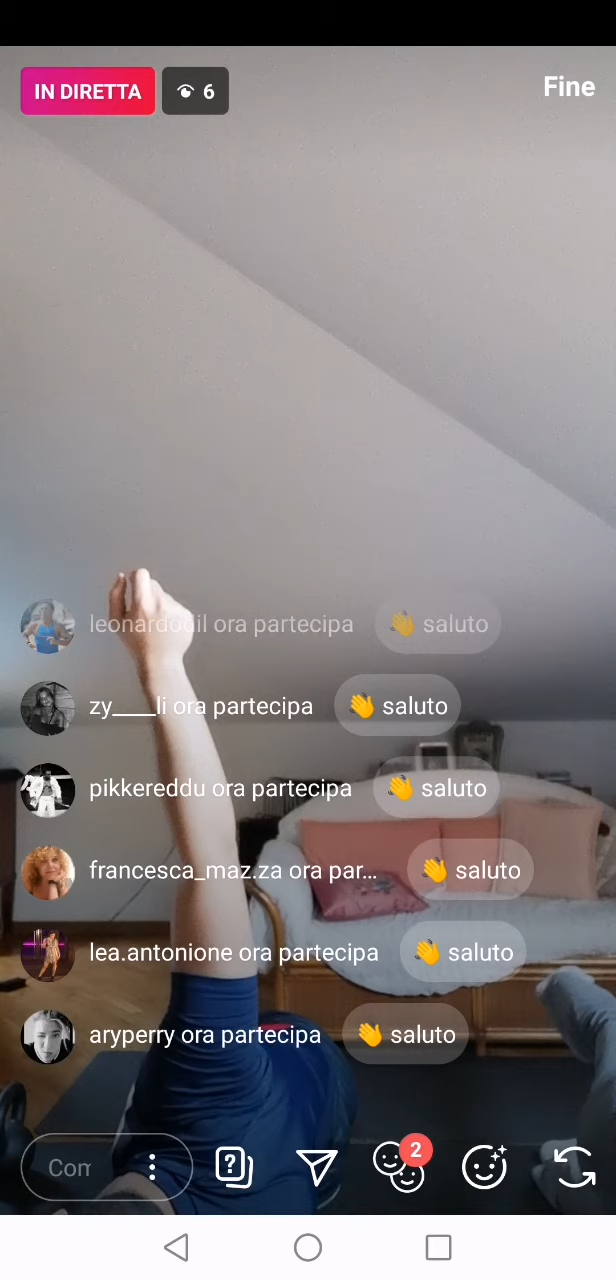 IN DIRETTA
6
Fine
ora partecipa
saluto
zy____li ora partecipa
saluto
pikkereddu ora partecipa
saluto
francesca_maz.za ora par...
saluto
lea.antonione ora partecipa
saluto
aryperry ora partecipa
saluto
Com
?
2